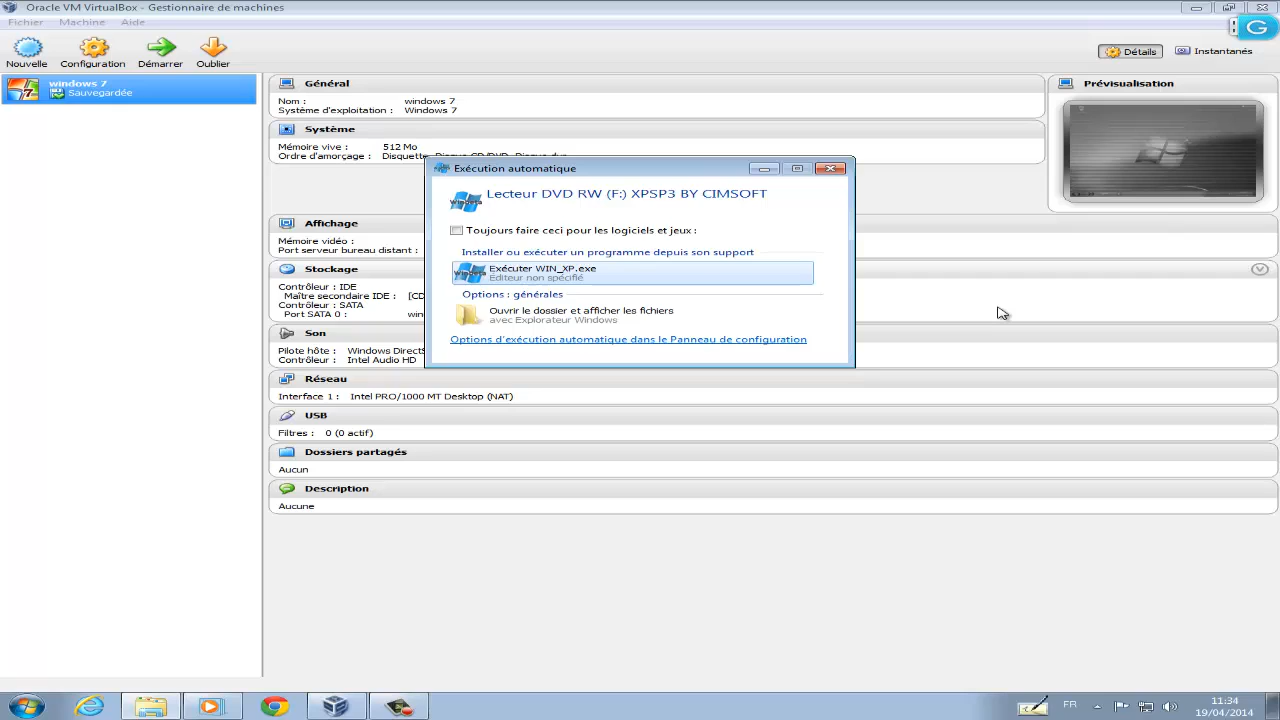 Oracle VM VirtualBox - Gestionnaire de machines
Fichier Machine Aide
Nouvelle Configuration Démarrer Oublier
Détails Instantanés
windows 7
Sauvegardée
Général
Nom : windows 7
Système d'exploitation : Windows 7
Prévisualisation
Système
Mémoire vive : 512 Mo
Ordre d'amorçage : Disquette,
Exécution automatique
Lecteur DVD RW (F:) XPSP3 BY CIMSOFT
Toujours faire ceci pour les logiciels et jeux :
Installer ou exécuter un programme depuis son support
Exécuter WIN_XP.exe
Éditeur non spécifié
Options : générales
Ouvrir le dossier et afficher les fichiers
avec Explorateur Windows
Options d'exécution automatique dans le Panneau de configuration
Affichage
Mémoire vidéo :
Port serveur bureau distant :
Stockage
Contrôleur : IDE
Maître secondaire IDE : [CD
Contrôleur : SATA
Port SATA 0 : win
Son
Pilote hôte : Windows DirectS
Contrôleur : Intel Audio HD
Réseau
Interface 1 : Intel PRO/1000 MT Desktop (NAT)
USB
Filtres : 0 (0 actif)
Dossiers partagés
Aucun
Description
Aucune
G
FR
11:34
19/04/2014